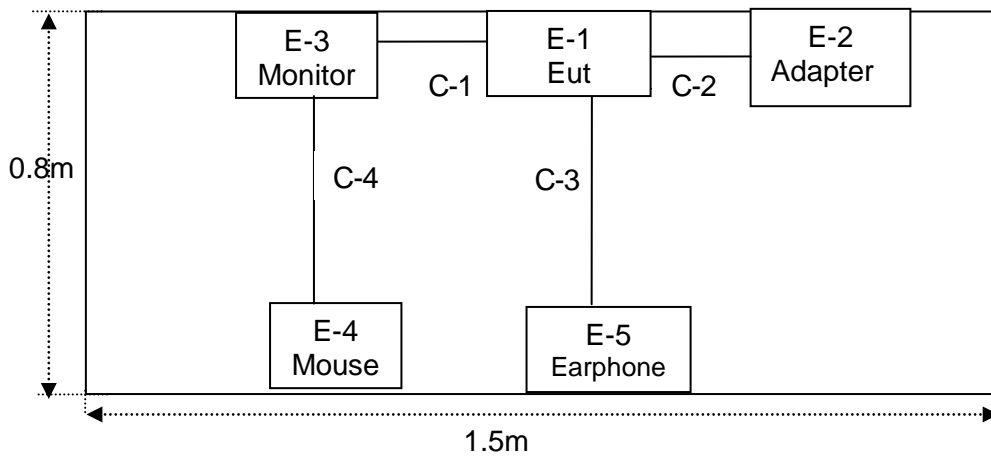 E-3
Monitor
E-1
Eut
E-2
Adapter
C-1
C-2
0.8m
C-4
C-3
E-4
Mouse
E-5
Earphone
1.5m